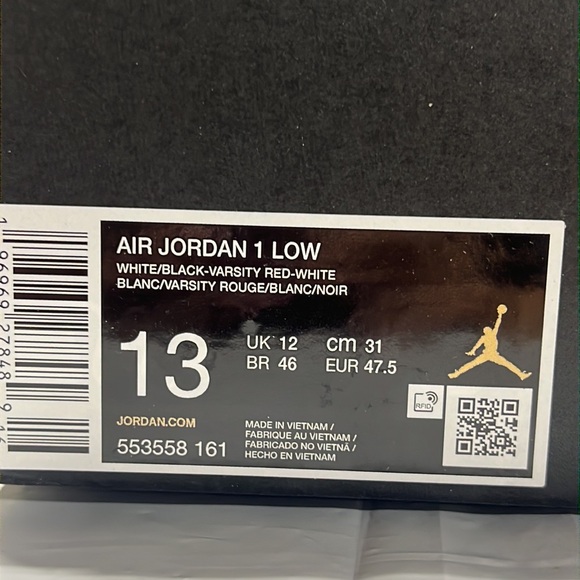 AIR JORDAN 1 LOW
WHITE/BLACK-VARSITY RED-WHITE
BLANC/VARSITY ROUGE/BLANC/NOIR
13
UK 12 cm 31
BR 46 EUR 47.5
RFID
JORDAN.COM
553558 161
MADE IN VIETNAM /
FABRIQUE AU VIETNAM /
FABRICADO NO VIETNÃ /
HECHO EN VIETNAM